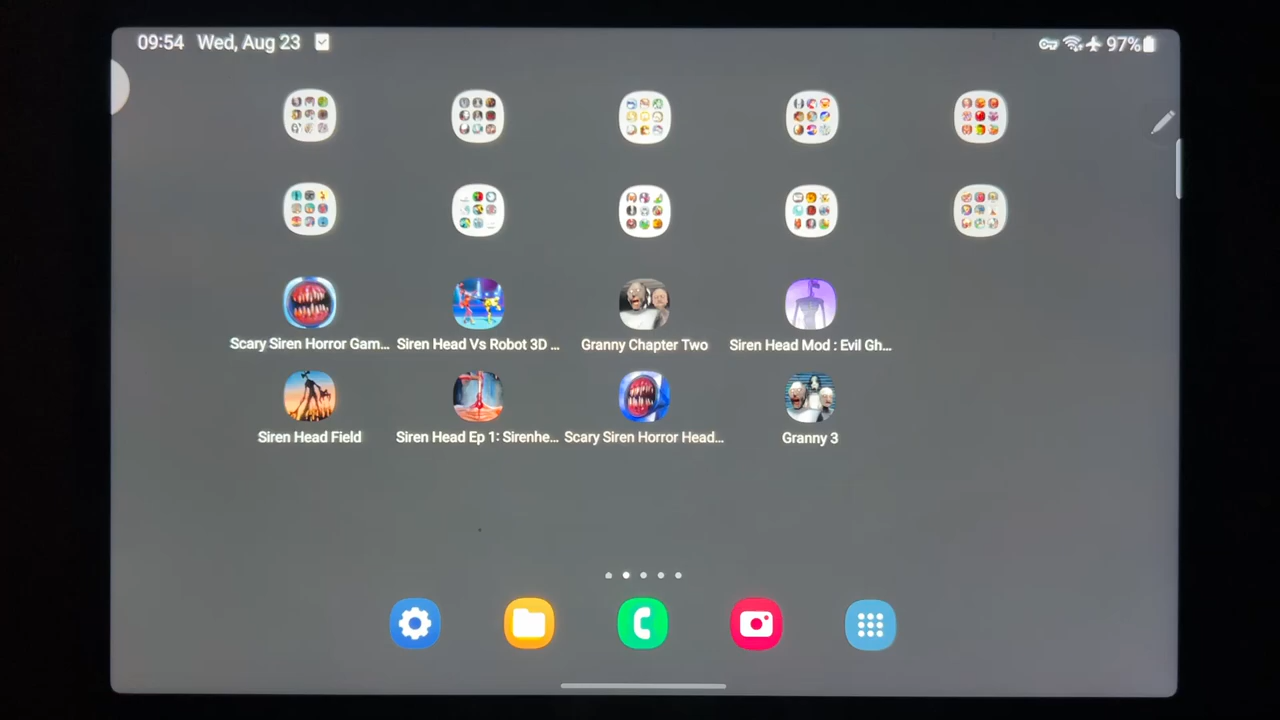 09:54 Wed, Aug 23
97%
Scary Siren Horror Gam...
Siren Head Vs Robot 3D ...
Granny Chapter Two
Siren Head Mod : Evil Gh...
Siren Head Field
Siren Head Ep 1: Sirenhe...
Scary Siren Horror Head...
Granny 3